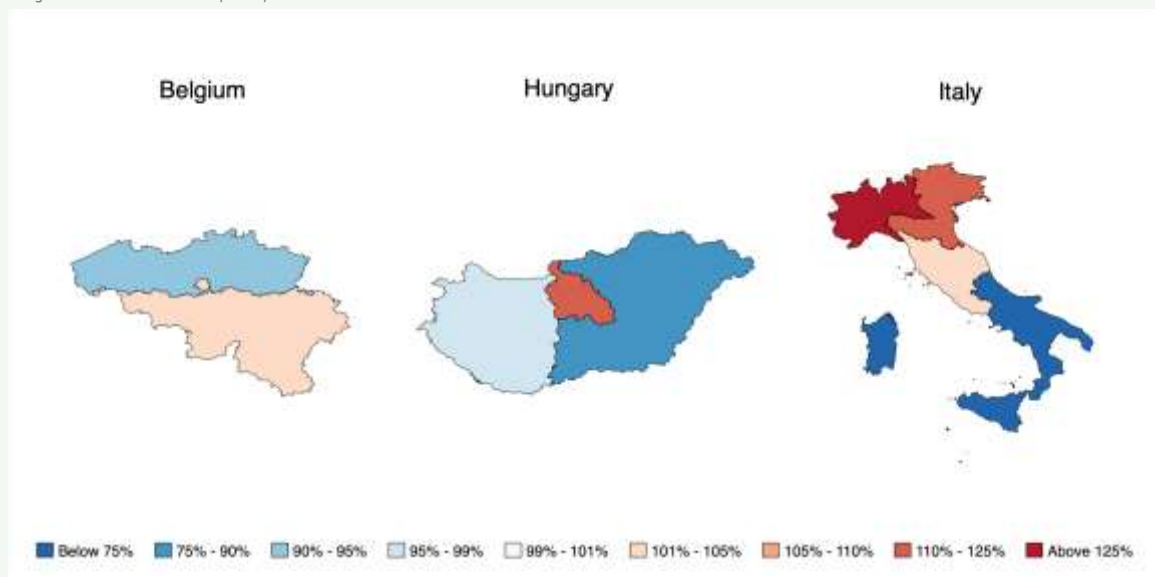 Belgium
Hungary
Italy
Below 75%
75% - 90%
90% - 95%
95% - 99%
99% - 101%
101% - 105%
105% - 110%
110% - 125%
Above 125%